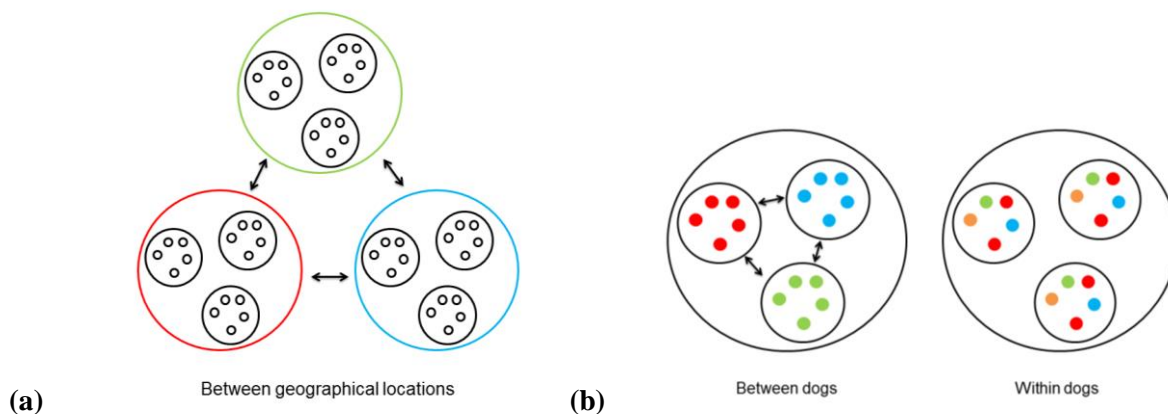 Between geographical locations
(a)
Between dogs
Within dogs
(b)